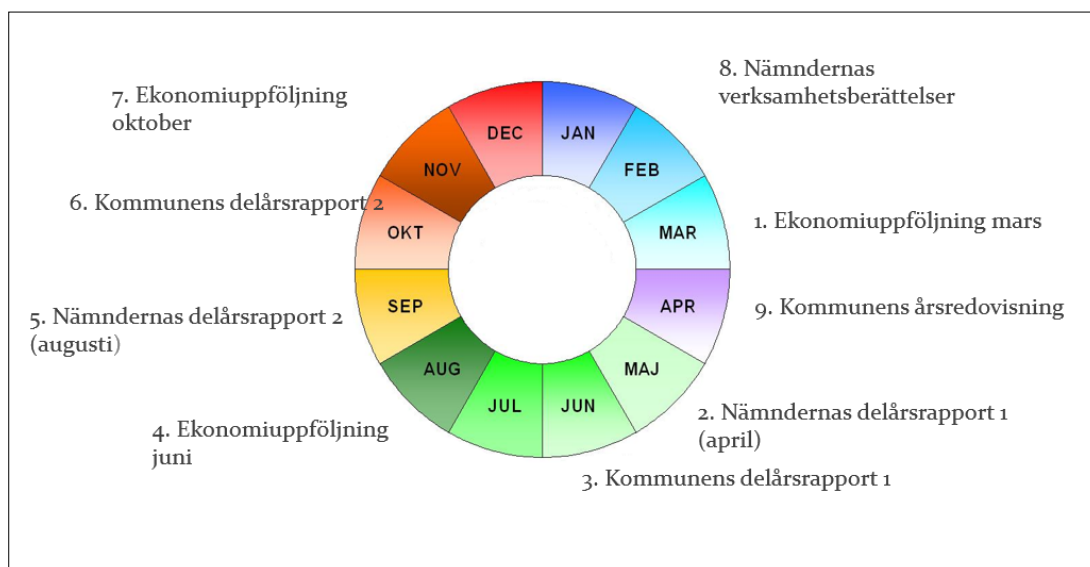 7. Ekonomiuppföljning
oktober
8. Nämndernas
verksamhetsberättelser
DEC
JAN
NOV
FEB
6. Kommunens delårsrapport 2
OKT
MAR
1. Ekonomiuppföljning mars
5. Nämndernas delårsrapport 2
(augusti)
SEP
APR
9. Kommunens årsredovisning
AUG
MAJ
4. Ekonomiuppföljning
juni
JUL
JUN
2. Nämndernas delårsrapport 1
(april)
3. Kommunens delårsrapport 1